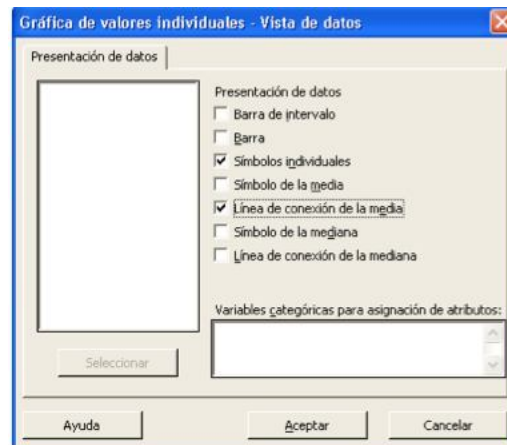 Gráfica de valores individuales - Vista de datos
Presentación de datos
Presentación de datos
Barra de intervalo
Barra
Símbolos individuales
Símbolo de la media
Línea de conexión de la media
Símbolo de la mediana
Línea de conexión de la mediana
Variables categóricas para asignación de atributos:
Seleccionar
Ayuda
Aceptar
Cancelar